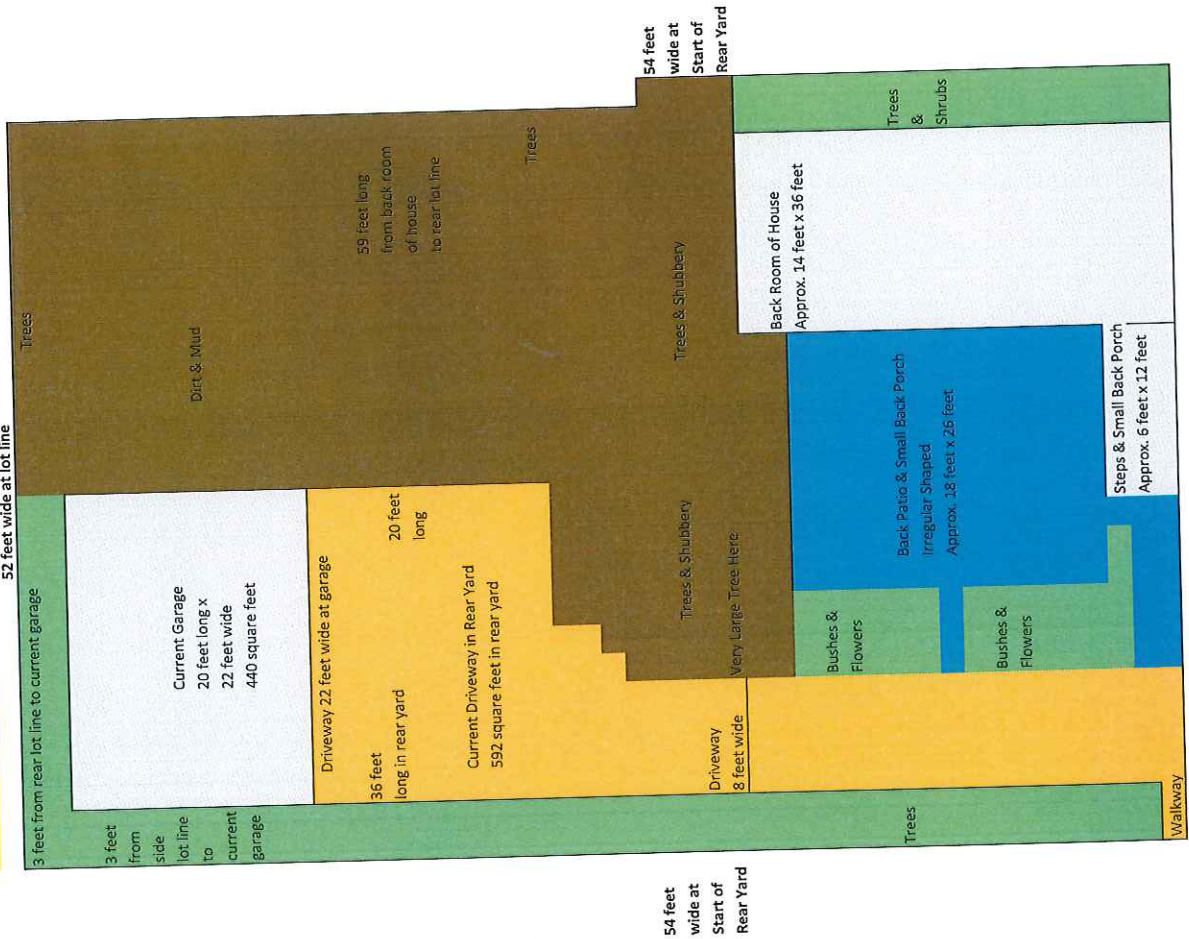 52 feet wide at lot line
3 feet from rear lot line to current garage
Trees
3 feet
from
side
lot line
to
current
garage
Current Garage
20 feet long x
22 feet wide
440 square feet
Dirt & Mud
59 feet long
from back room
of house
to rear lot line
Trees
Driveway 22 feet wide at garage
36 feet
long in rear yard
20 feet
long
Current Driveway in Rear Yard
592 square feet in rear yard
54 feet
wide at
Start of
Rear Yard
Trees & Shubbery
Trees & Shubbery
Very Large Tree Here
Driveway
8 feet wide
54 feet
wide at
Start of
Rear Yard
Back Room of House
Approx. 14 feet x 36 feet
Trees
&
Shrubs
Bushes &
Flowers
Back Patio & Small Back Porch
Irregular Shaped
Approx. 18 feet x 26 feet
Bushes &
Flowers
Trees
Steps & Small Back Porch
Approx. 6 feet x 12 feet
Walkway